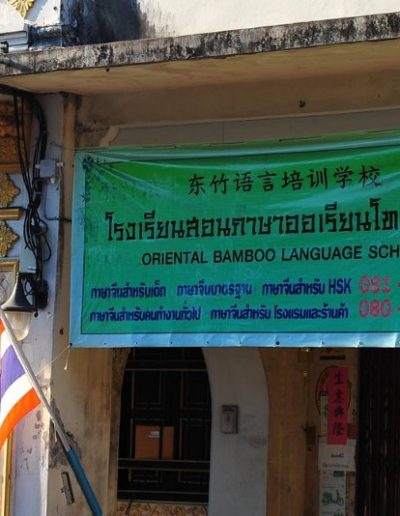 东竹语言培训学校
โรงเรียนสอนภาษาออเรียนโท
ORIENTAL BAMBOO LANGUAGE SCH
ภาษาจีนสำหรับเด็ก ภาษาจีนมาตรฐาน ภาษาจีนสำหรับ HSK 081
ภาษาจีนสำหรับคนทำงานทั่วไป ภาษาจีนสำหรับ โรงแรมและร้านค้า 080
生意興隆